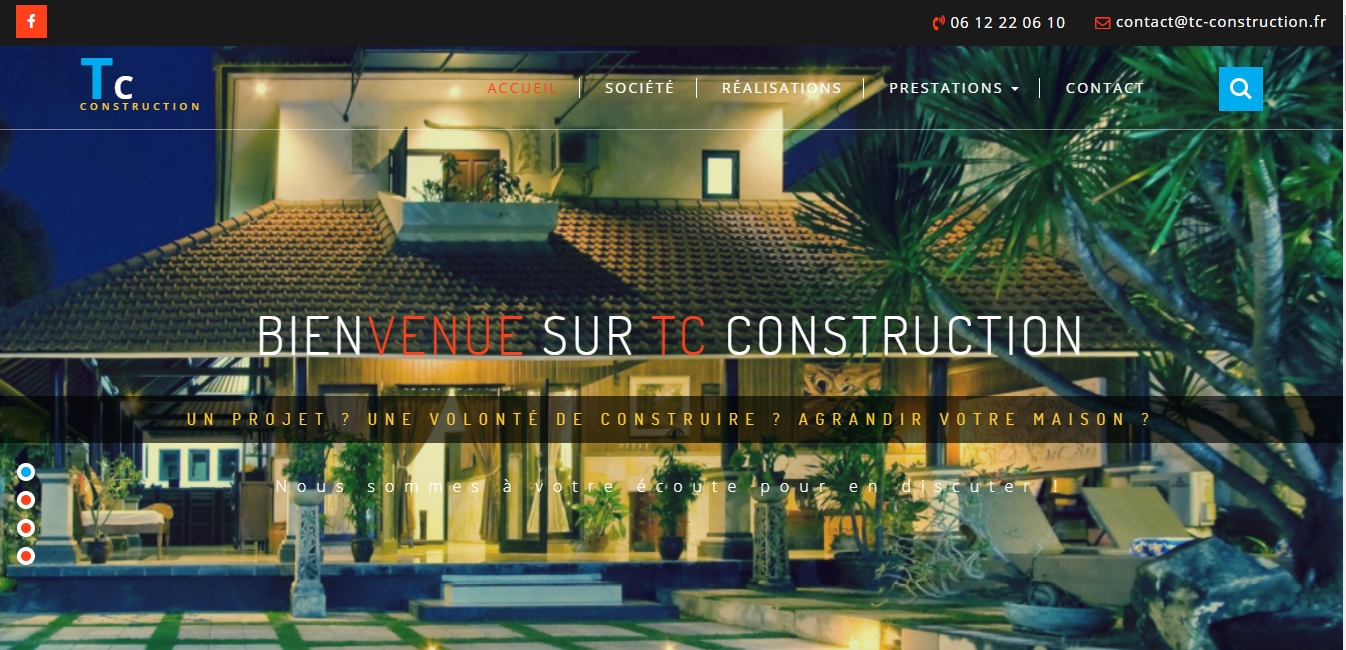 06 12 22 06 10
contact@tc-construction.fr
Tc
CONSTRUCTION
ACCUEIL
SOCIÉTÉ
RÉALISATIONS
PRESTATIONS
CONTACT
BIENVENUE SUR TC CONSTRUCTION
UN PROJET ? UNE VOLONTÉ DE CONSTRUIRE ? AGRANDIR VOTRE MAISON ?
Nous sommes à votre écoute pour en discuter !